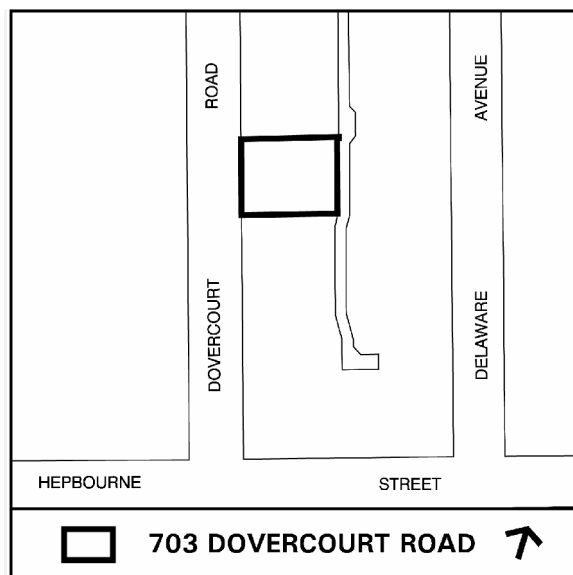 ROAD
AVENUE
DOVERCOURT
DELAWARE
HEPBOURNE STREET
703 DOVERCOURT ROAD